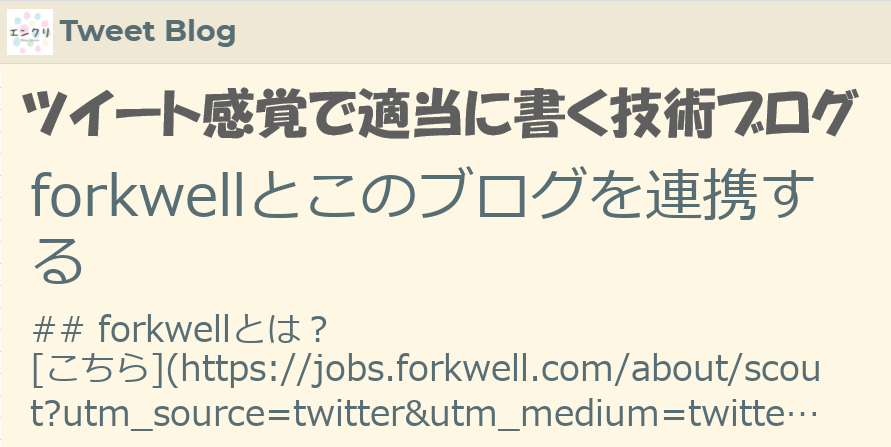 エンクリ Tweet Blog
ツイート感覚で適当に書く技術ブログ
forkwellとこのブログを連携す
る
## forkwellとは？
[こちら](https://jobs.forkwell.com/about/scou
t?utm_source=twitter&utm_medium=twitte…